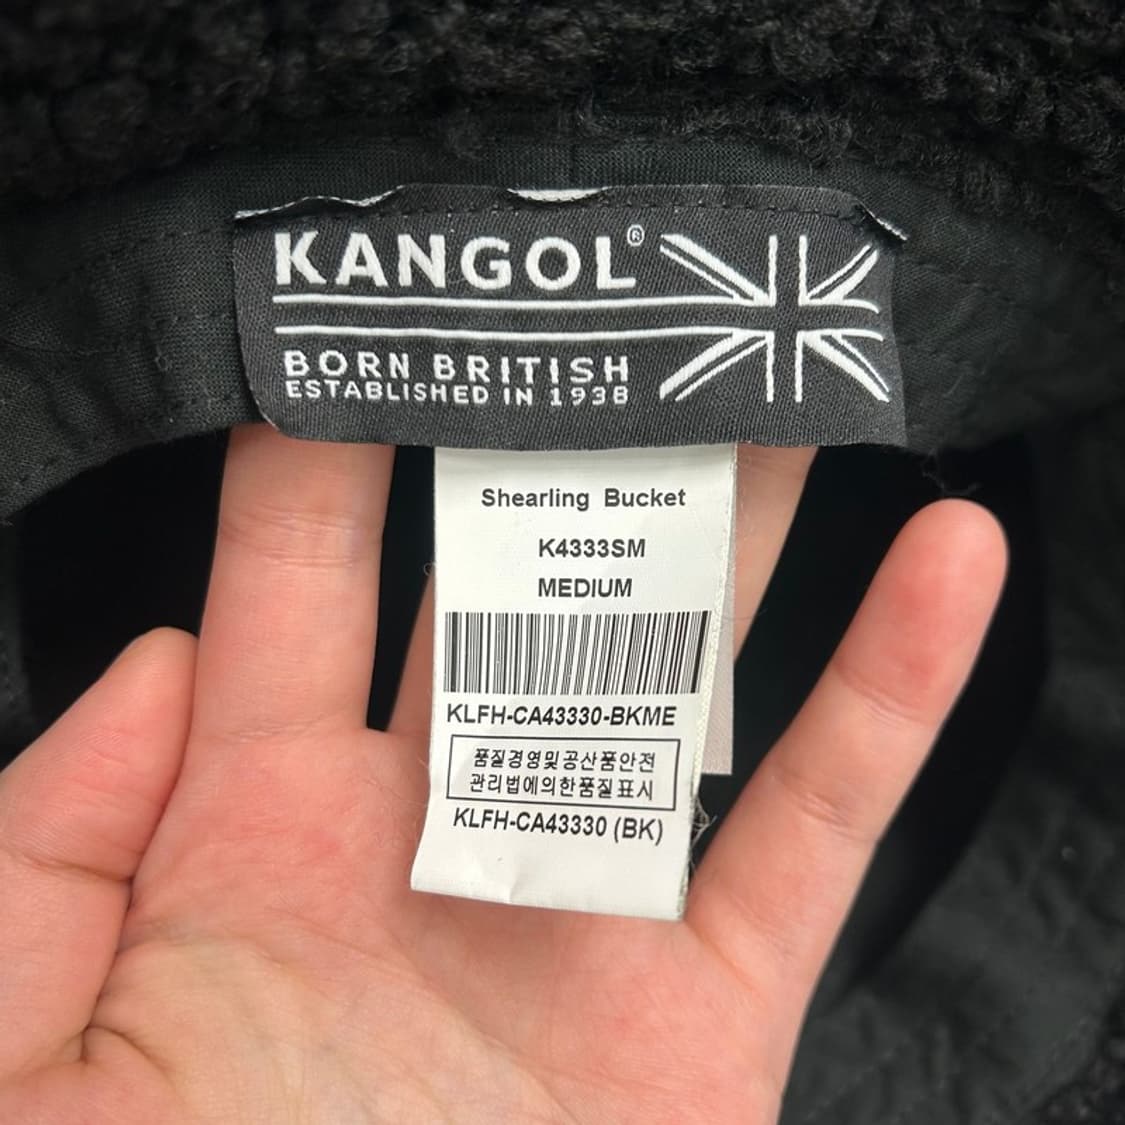 KANGOL®
BORN BRITISH
ESTABLISHED IN 1938
Shearling Bucket
K4333SM
MEDIUM
KLFH-CA43330-BKME
품질경영및공산품안전
관리법에의한품질표시
KLFH-CA43330 (BK)